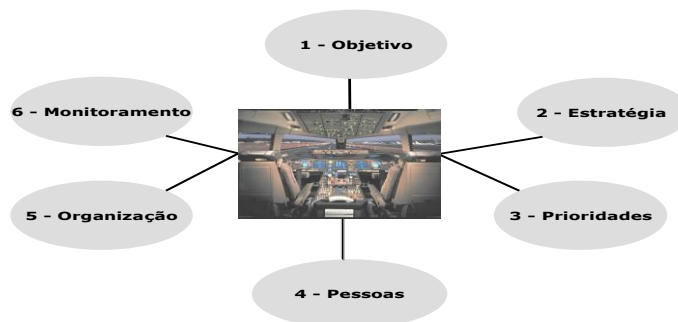 1 - Objetivo
2 - Estratégia
3 - Prioridades
4 - Pessoas
5 - Organização
6 - Monitoramento